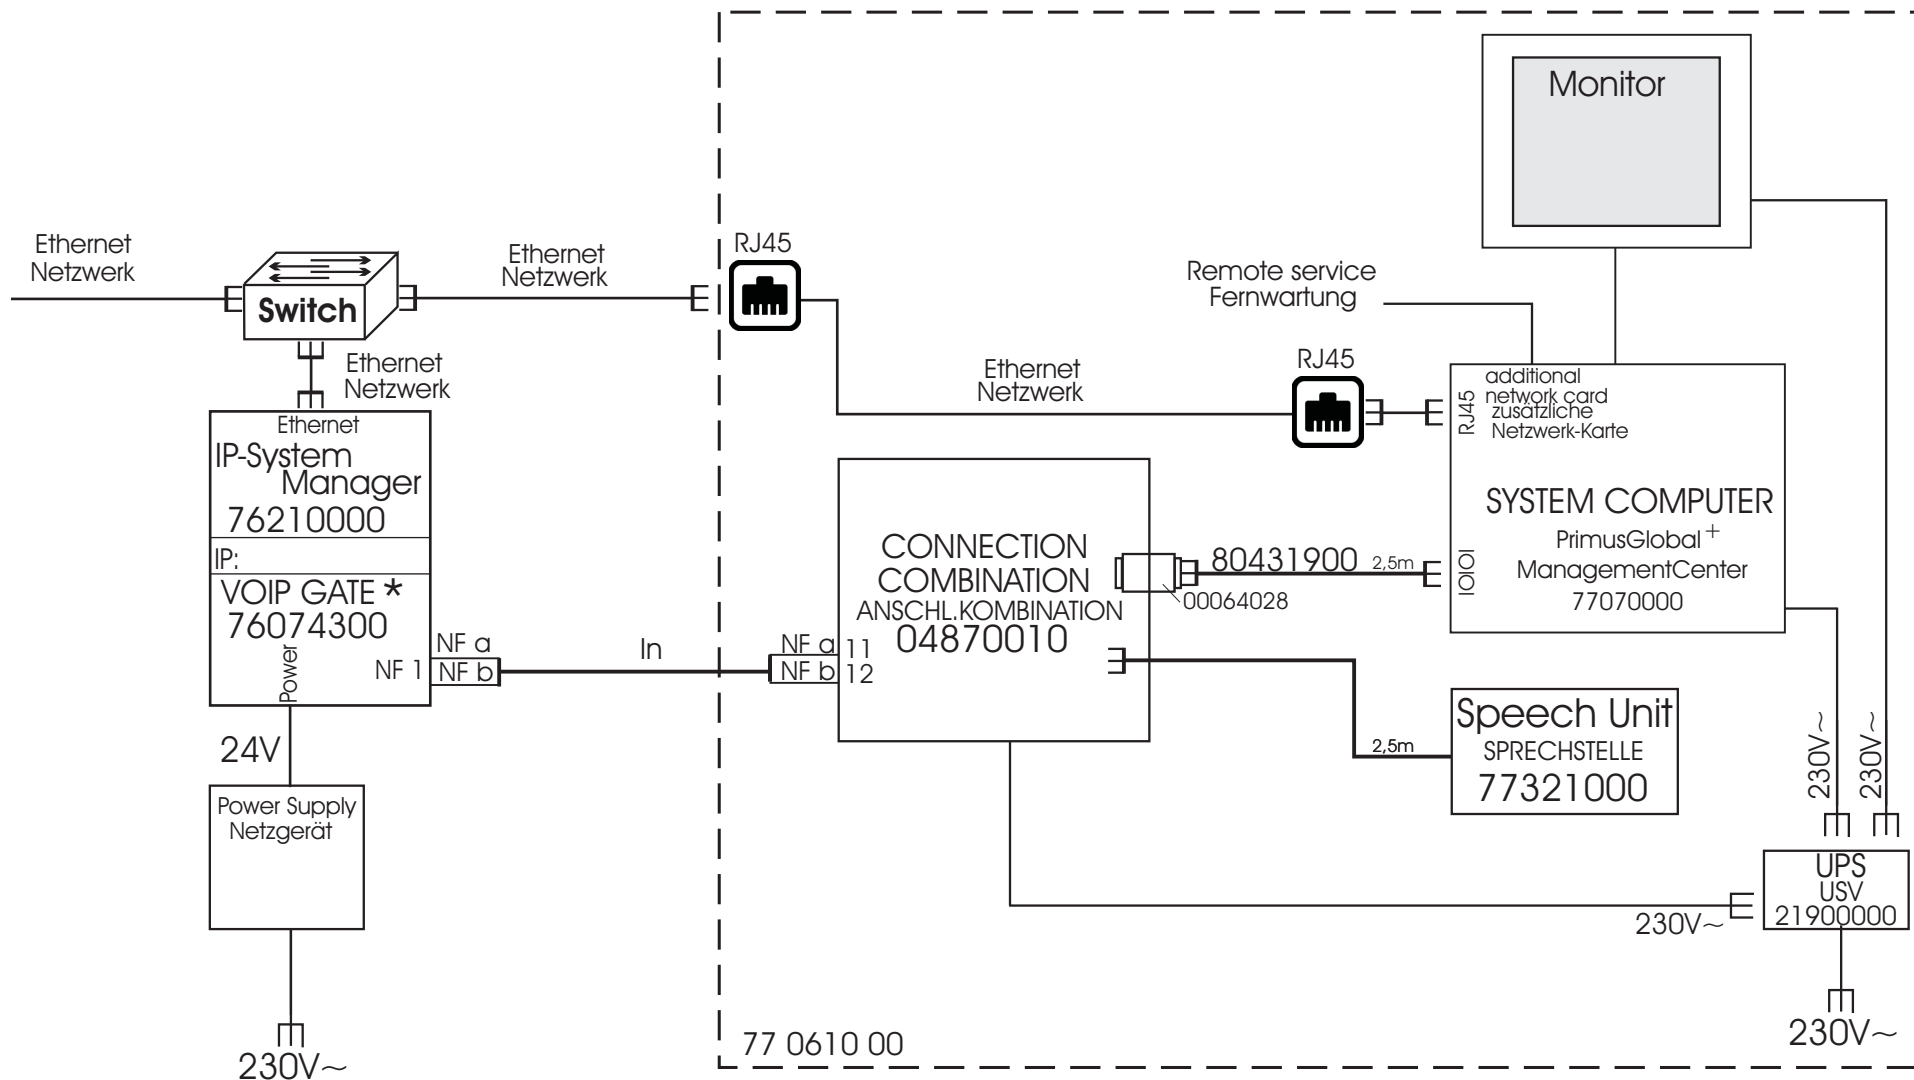 Monitor
Ethernet
Netzwerk
Switch
Ethernet
Netzwerk
RJ45
Remote service
Fernwartung
Ethernet
Netzwerk
Ethernet
Netzwerk
RJ45
RJ45
additional
network card
zusätzliche
Netzwerk-Karte
SYSTEM COMPUTER
PrimusGlobal +
ManagementCenter
77070000
IOIOI
Ethernet
IP-System
Manager
76210000
IP:
VOIP GATE *
76074300
Power
NF 1
NF a
NF b
In
NF a
NF b
11
12
CONNECTION
COMBINATION
ANSCHL.KOMBINATION
04870010
80431900
2,5m
00064028
2,5m
Speech Unit
SPRECHSTELLE
77321000
24V
Power Supply
Netzgerät
230V~
230V~
230V~
230V~
UPS
USV
21900000
230V~
77 0610 00